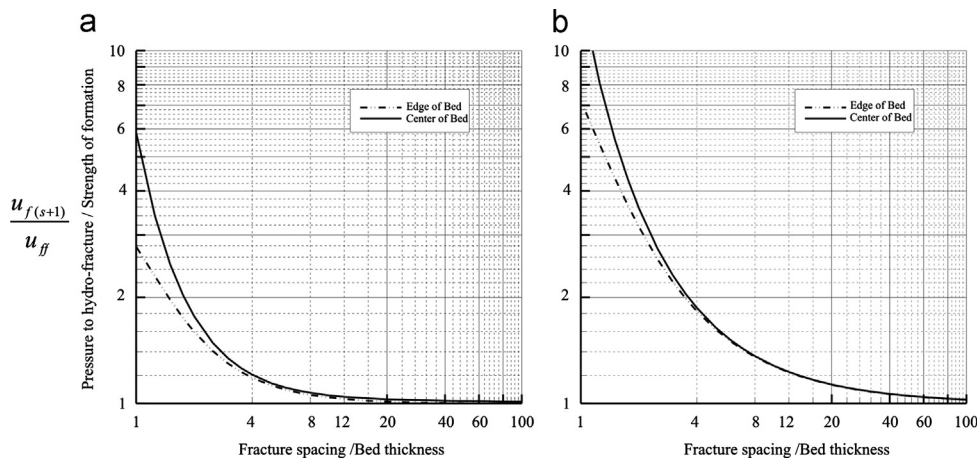 a
b
10
8
6
4
2
1
Edge of Bed
Center of Bed
Pressure to hydro-fracture / Strength of formation
u f (s+1)
u ff
1 4 8 12 20 40 60 100
Fracture spacing /Bed thickness
10
8
6
4
2
1
Edge of Bed
Center of Bed
1 4 8 12 20 40 60 100
Fracture spacing /Bed thickness